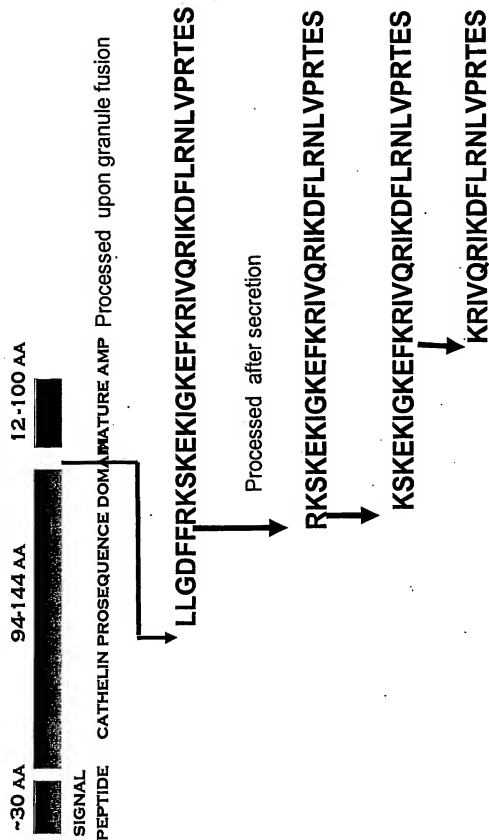 ~30 AA 94-144 AA 12-100 AA
SIGNAL
PEPTIDE CATHELIN PROSEQUENCE DOMAIN MATURE AMP Processed upon granule fusion
LLGDFFRKSKEKIGKEFKRIVQRIKDFLRNLVPRTES
Processed after secretion
RKSKEKIGKEFKRIVQRIKDFLRNLVPRTES
KSKEKIGKEFKRIVQRIKDFLRNLVPRTES
KRIVQRIKDFLRNLVPRTES